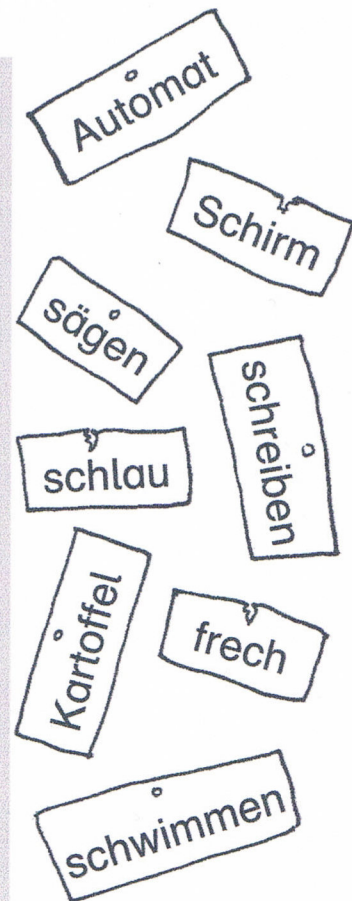 Automat
Schirm
sägen
schreiben
schlau
Kartoffel
frech
schwimmen